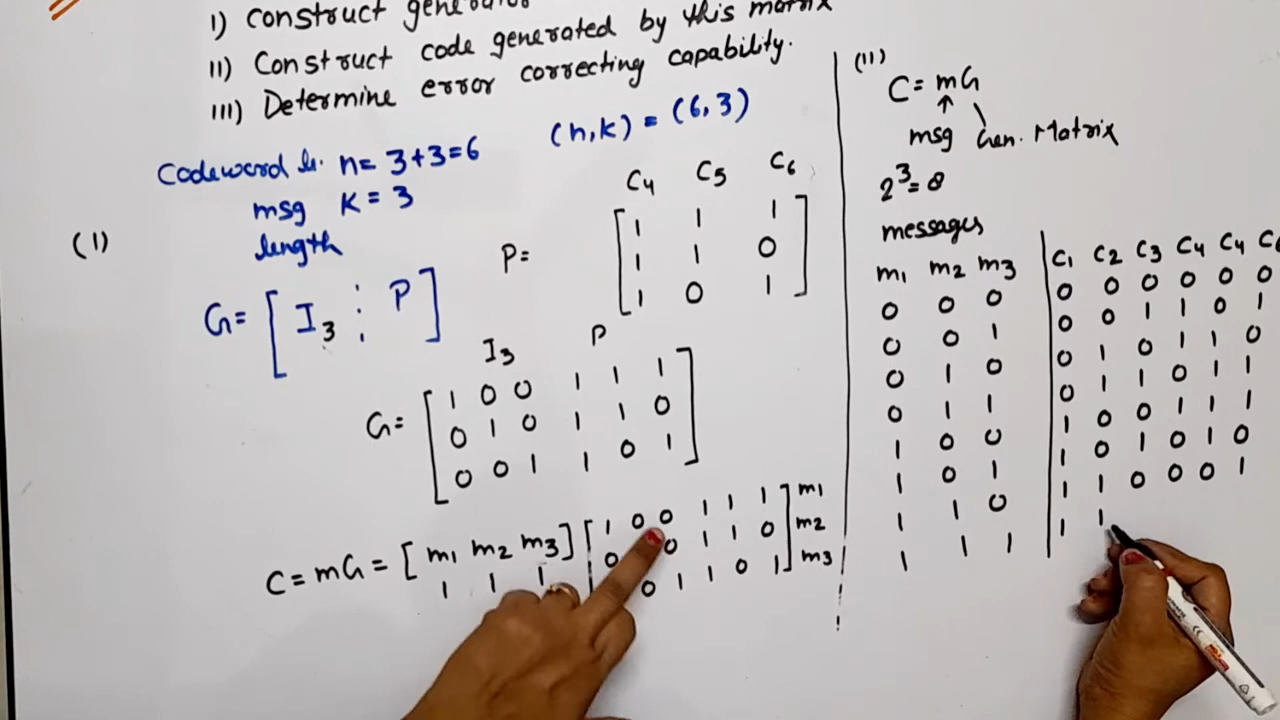 I) Construct generator
II) Construct code generated by this matrix
III) Determine error correcting capability.
Codeword le. n= 3+3=6
(n,k) = (6,3)
msg K = 3
length
(I)
C4 C5 C6
P= [ 1 1 1
1 1 0
1 0 1 ]
G= [ I3 ⋮ P ]
I3 P
G= [ 1 0 0 1 1 1
0 1 0 1 1 0
0 0 1 1 0 1 ]
C = mG = [ m1 m2 m3 ] [ 1 0 0 1 1 1 ] m1
1 1 1
0 0 1 1 0 m2
0 1 1 0 1 m3
(II)
C = mG
msg Gen. Matrix
2^3 = 8
messages
m1 m2 m3 C1 C2 C3 C4 C4 C6
0 0 0 0 0 0 0 0 0
0 0 1 0 0 1 1 0 1
0 1 0 0 1 0 1 1 0
0 1 1 0 1 1 0 1 1
1 0 0 1 0 0 1 1 1
1 0 1 1 0 1 0 1 0
1 1 0 1 1 0 0 0 1
1 1 1 1 1